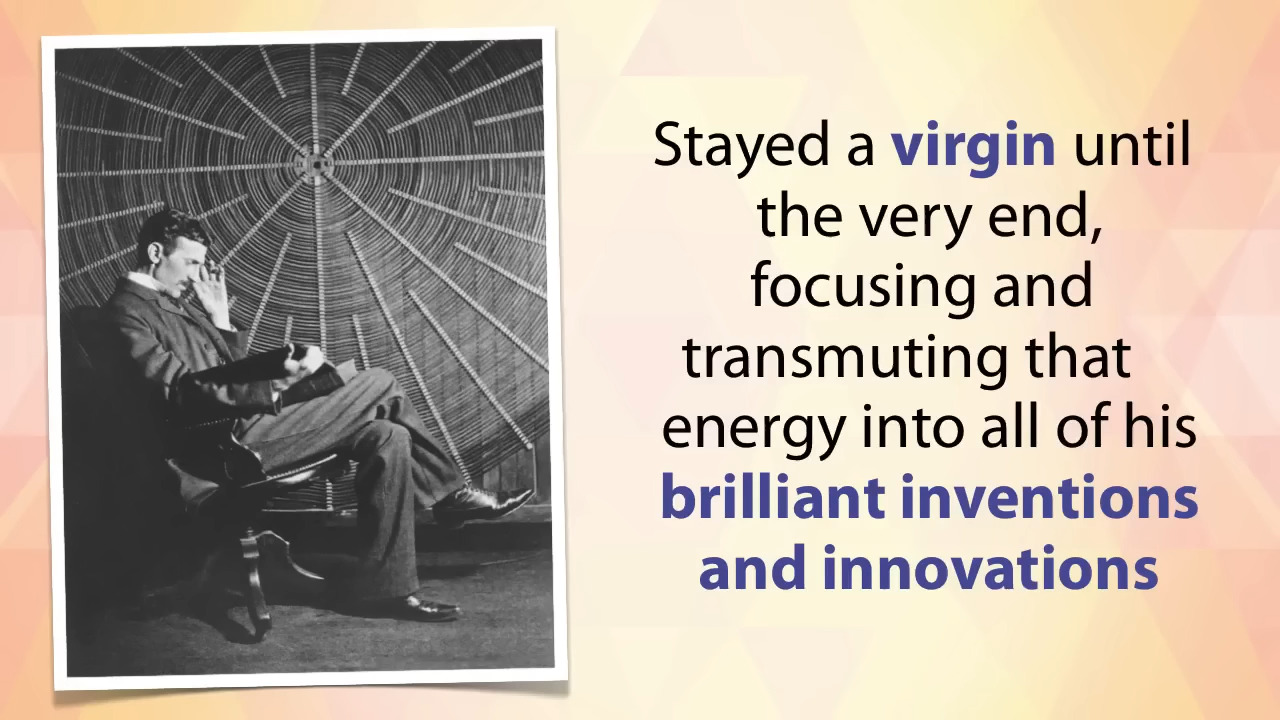 Stayed a virgin until
the very end,
focusing and
transmuting that
energy into all of his
brilliant inventions
and innovations